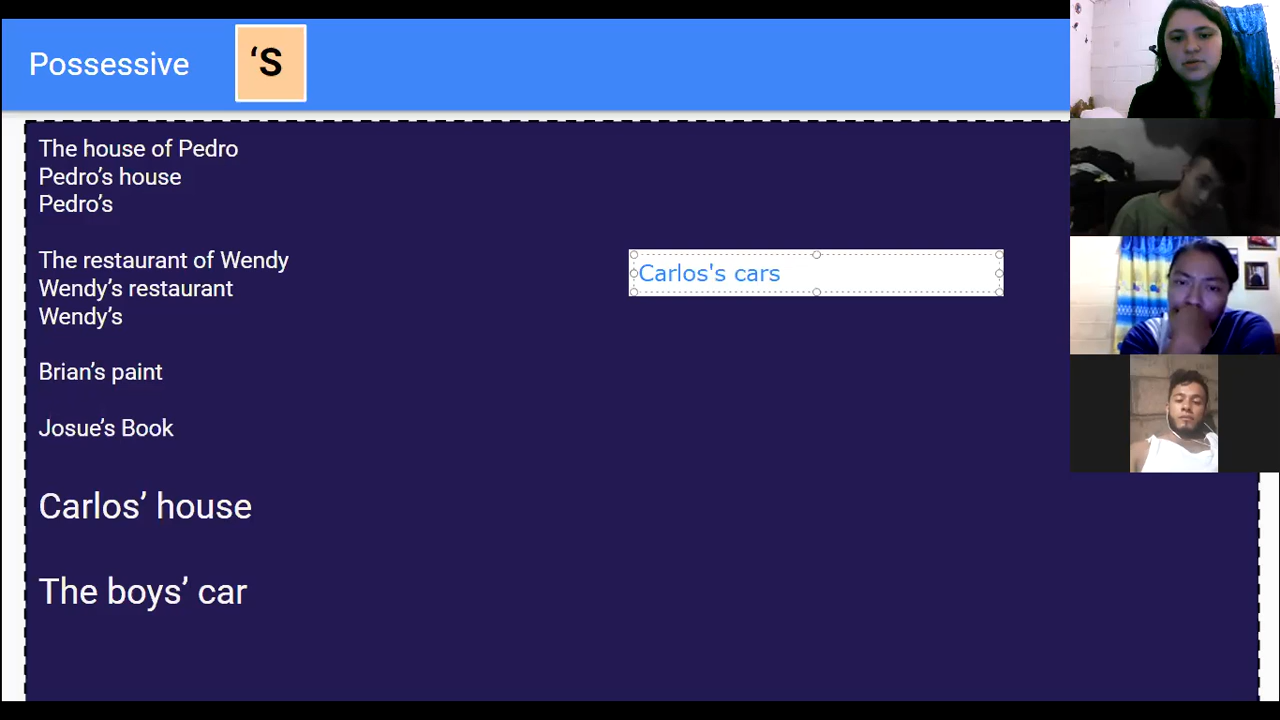 Possessive
‘S
The house of Pedro
Pedro’s house
Pedro’s
The restaurant of Wendy
Wendy’s restaurant
Wendy’s
Brian’s paint
Josue’s Book
Carlos’ house
The boys’ car
Carlos's cars